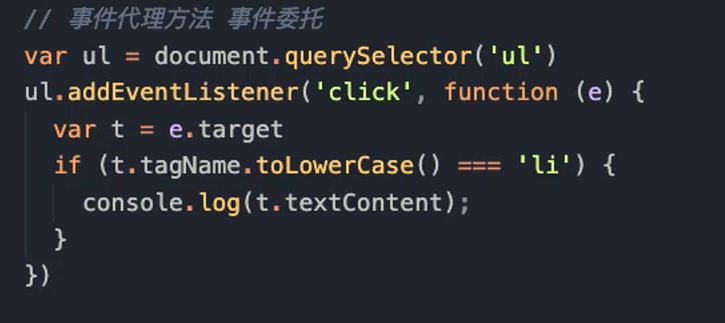 // 事件代理方法 事件委托
var ul = document.querySelector('ul')
ul.addEventListener('click', function (e) {
  var t = e.target
  if (t.tagName.toLowerCase() === 'li') {
    console.log(t.textContent);
  }
})